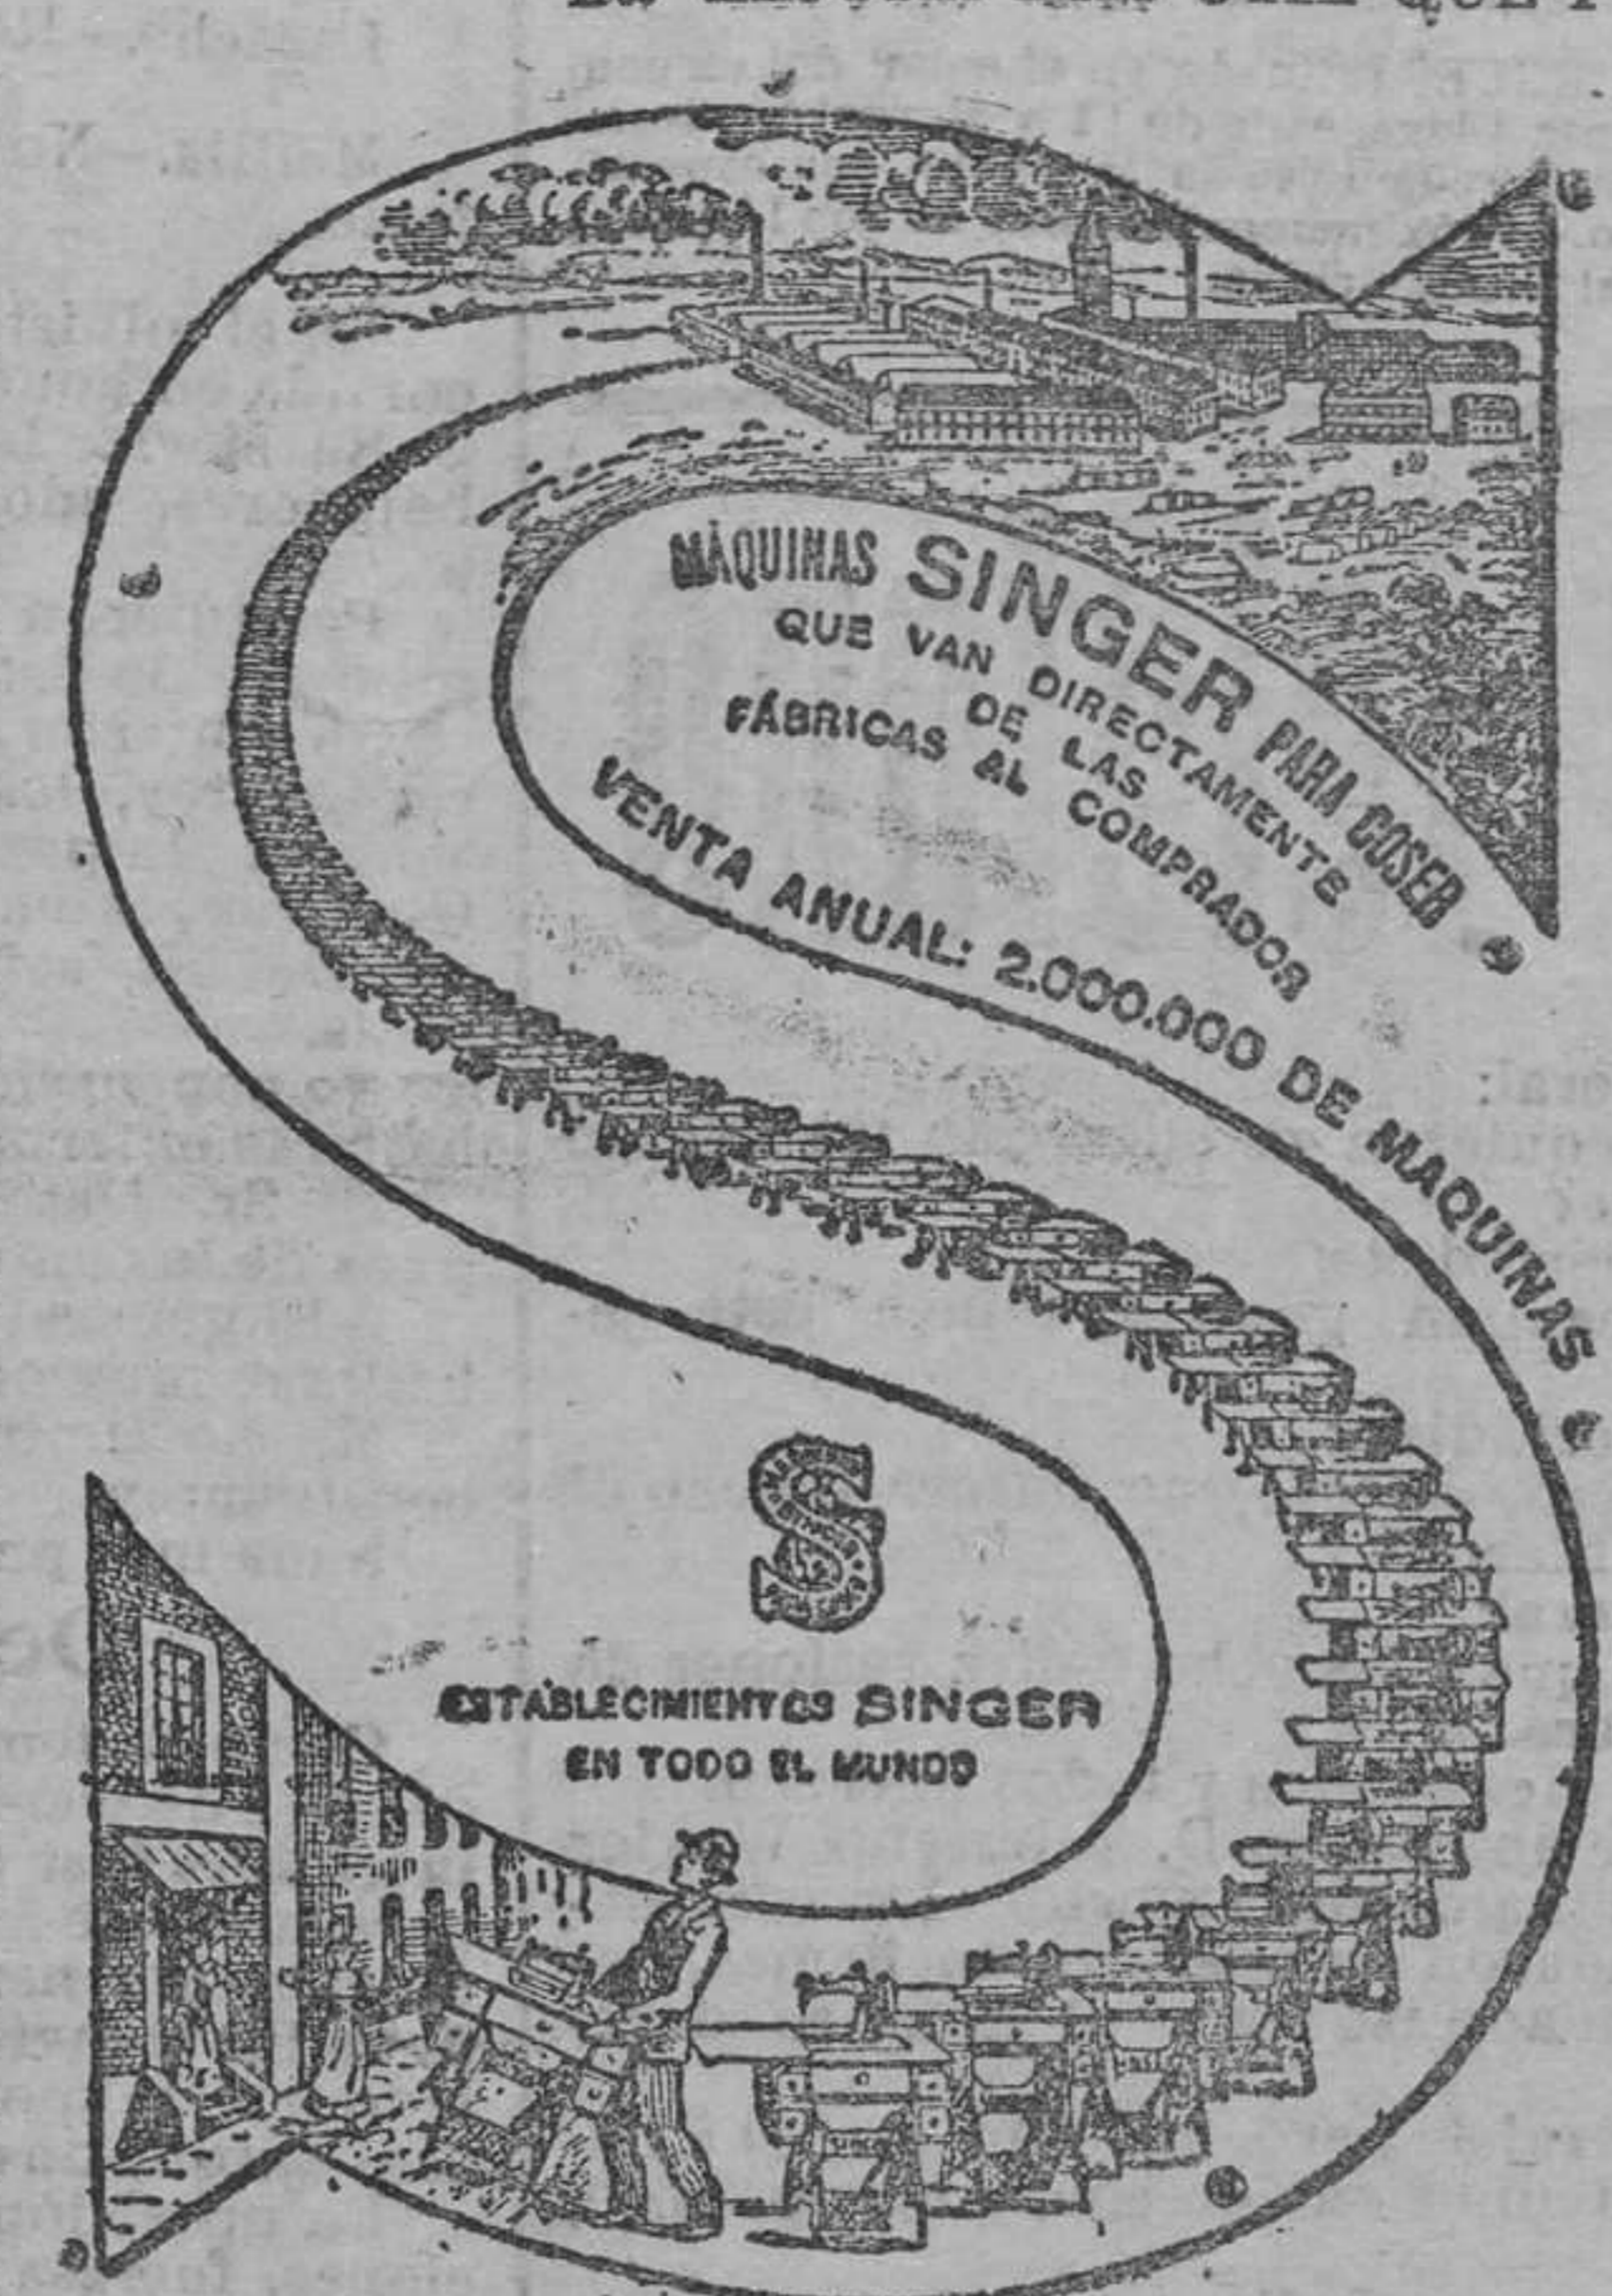 MÁQUINAS SINGER PARA COSER
QUE VAN DIRECTAMENTE
DE LAS
FÁBRICAS AL COMPRADOR
VENTA ANUAL: 2.000.000 DE MAQUINAS
S
ESTABLECIMIENTOS SINGER
EN TODO EL MUNDO